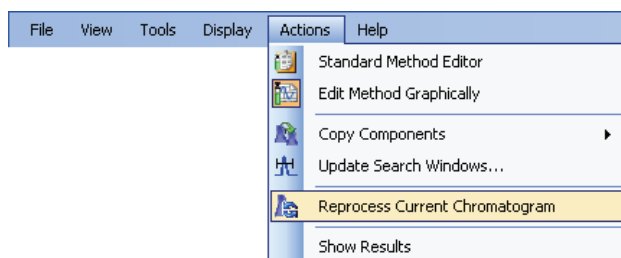 File View Tools Display Actions Help
Standard Method Editor
Edit Method Graphically
Copy Components
Update Search Windows...
Reprocess Current Chromatogram
Show Results